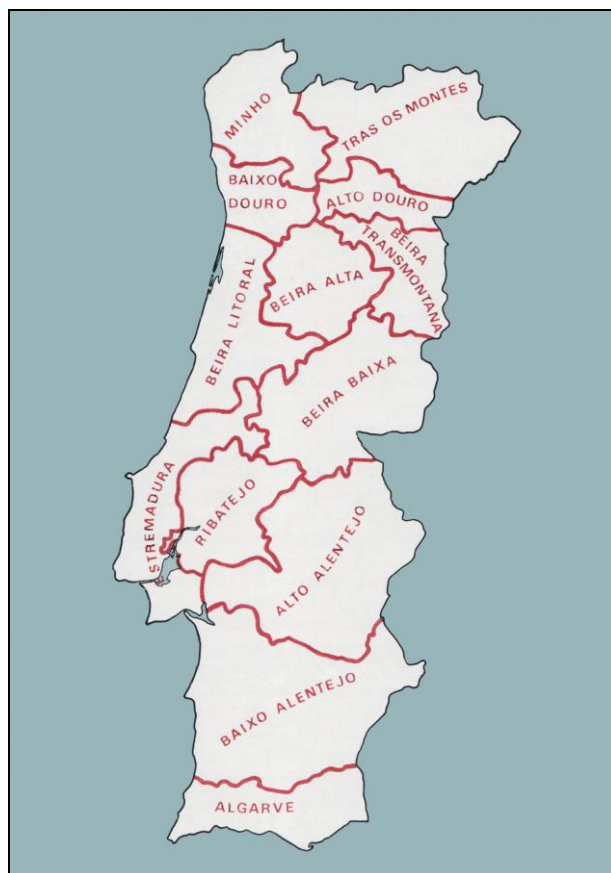 MINHO
TRAS OS MONTES
BAIXO
DOURO
ALTO DOURO
BEIRA
TRANSMONTANA
BEIRA LITORAL
BEIRA ALTA
BEIRA BAIXA
STREMADURA
RIBATEJO
ALTO ALENTEJO
BAIXO ALENTEJO
ALGARVE